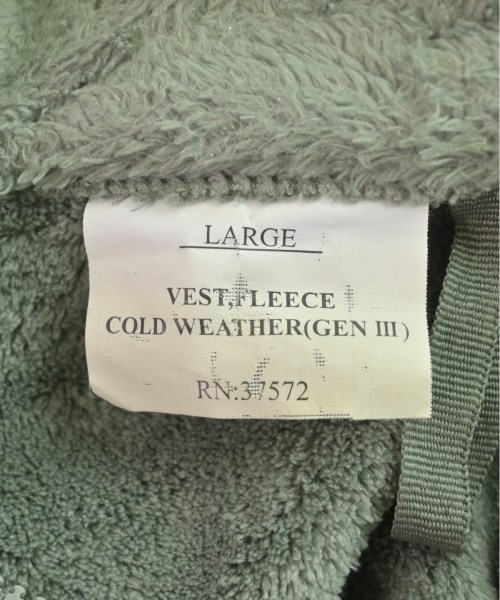 LARGE
VEST,FLEECE
COLD WEATHER(GEN III)
RN:37572